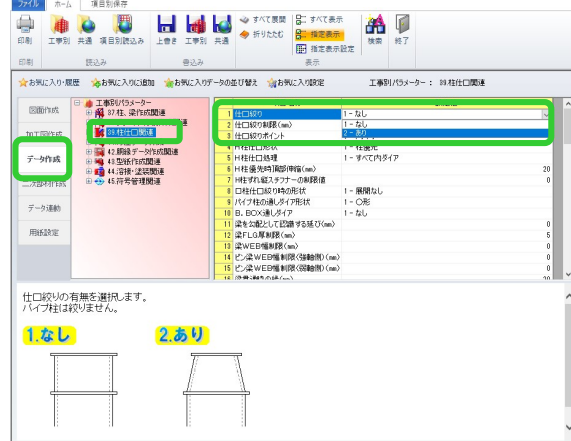 ファイル ホーム 項目別保存
印刷 工事別 共通 項目別読込み 上書き 工事別 共通 すべて展開 折りたたむ すべて表示 指定表示 指定表示設定 検索 終了
印刷 読込み 書込み 表示
お気に入り・履歴 お気に入りに追加 お気に入りデータの並び替え お気に入り設定 工事別パラメーター : 39.柱仕口関連
図面作成
加工図作成
データ作成
二次部材作成
データ連動
用紙設定
工事別パラメーター
37.柱、梁作成関連
39.柱仕口関連
42.原線データ作成関連
43.型紙作成関連
44.溶接・塗装関連
45.符号管理関連
1 仕口絞り 1 - なし
2 仕口絞り制限(mm) 1 - なし
3 仕口絞りポイント 2 - あり
4 H柱仕口形状 1 - 柱優先
5 H柱仕口処理 1 - すべて内ダイア
6 H柱優先時頂部伸縮(mm) 20
7 H柱ずれ縦スチフナーの制限値 0
8 ロ柱仕口絞り時の形状 1 - 展開なし
9 パイプ柱の通しダイア形状 1 - 〇形
10 B.BOX通しダイア 1 - なし
11 梁を勾配として認識する延び(mm) 0
12 梁FLG厚制限(mm) 5
13 梁WEB幅制限(mm) 0
14 ピン梁WEB幅制限(強軸側)(mm) 0
15 ピン梁WEB幅制限(弱軸側)(mm) 0
16 20
仕口絞りの有無を選択します。
パイプ柱は絞りません。
1.なし 2.あり